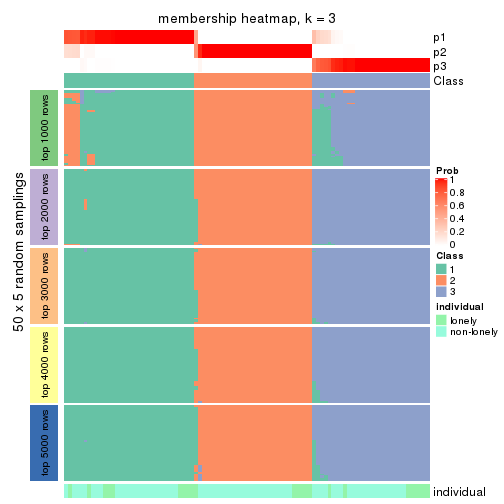 membership heatmap, k = 3
p1
p2
p3
Class
50 x 5 random samplings
top 1000 rows
top 2000 rows
top 3000 rows
top 4000 rows
top 5000 rows
Prob
1
0.8
0.6
0.4
0.2
0
Class
1
2
3
individual
lonely
non-lonely
individual